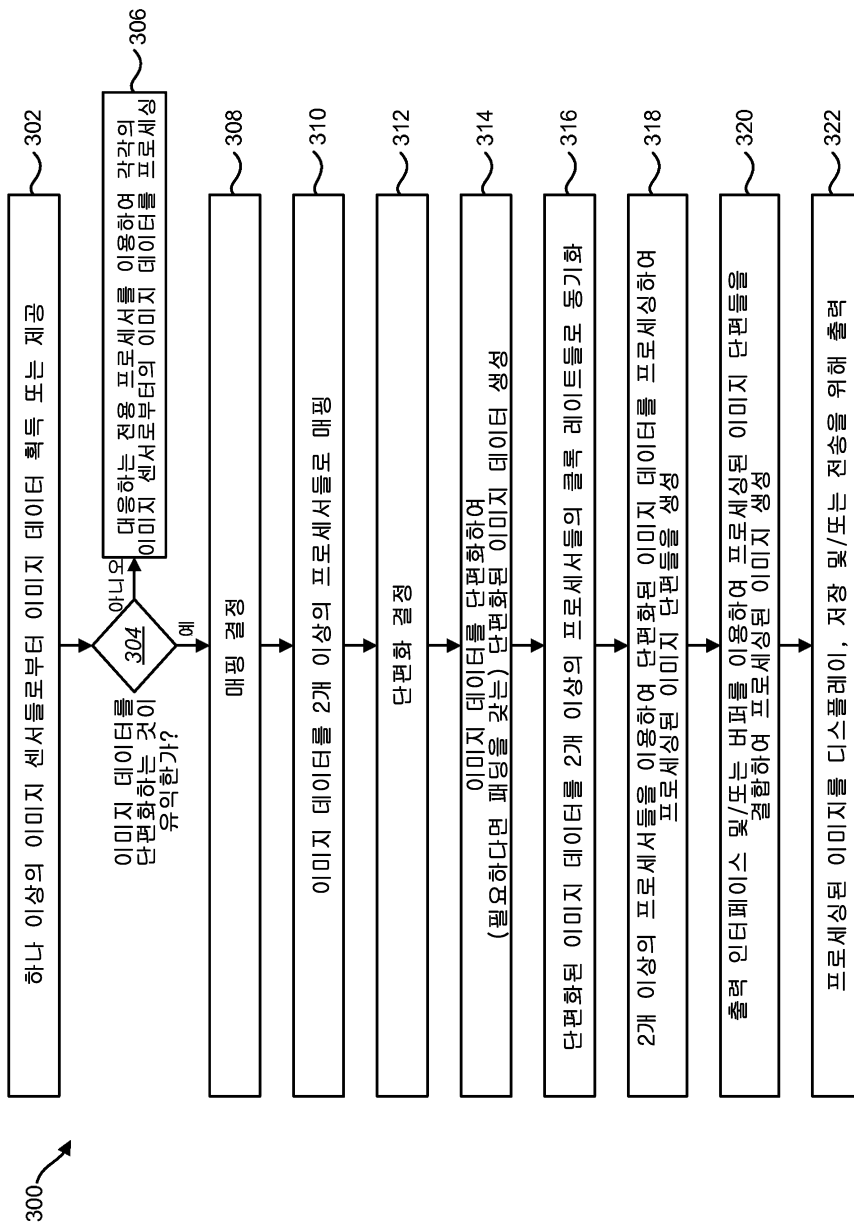 300
하나 이상의 이미지 센서들로부터 이미지 데이터 획득 또는 제공
302
이미지 데이터를
단편화하는 것이
유익한가?
304
아니오
예
대응하는 전용 프로세서를 이용하여 각각의
이미지 센서로부터의 이미지 데이터를 프로세싱
306
매핑 결정
308
이미지 데이터를 2개 이상의 프로세서들로 매핑
310
단편화 결정
312
이미지 데이터를 단편화하여
(필요하다면 패딩을 갖는) 단편화된 이미지 데이터 생성
314
단편화된 이미지 데이터를 2개 이상의 프로세서들의 클록 레이트들로 동기화
316
2개 이상의 프로세서들을 이용하여 단편화된 이미지 데이터를 프로세싱하여
프로세싱된 이미지 단편들을 생성
318
출력 인터페이스 및/또는 버퍼를 이용하여 프로세싱된 이미지 단편들을
결합하여 프로세싱된 이미지 생성
320
프로세싱된 이미지를 디스플레이, 저장 및/또는 전송을 위해 출력
322